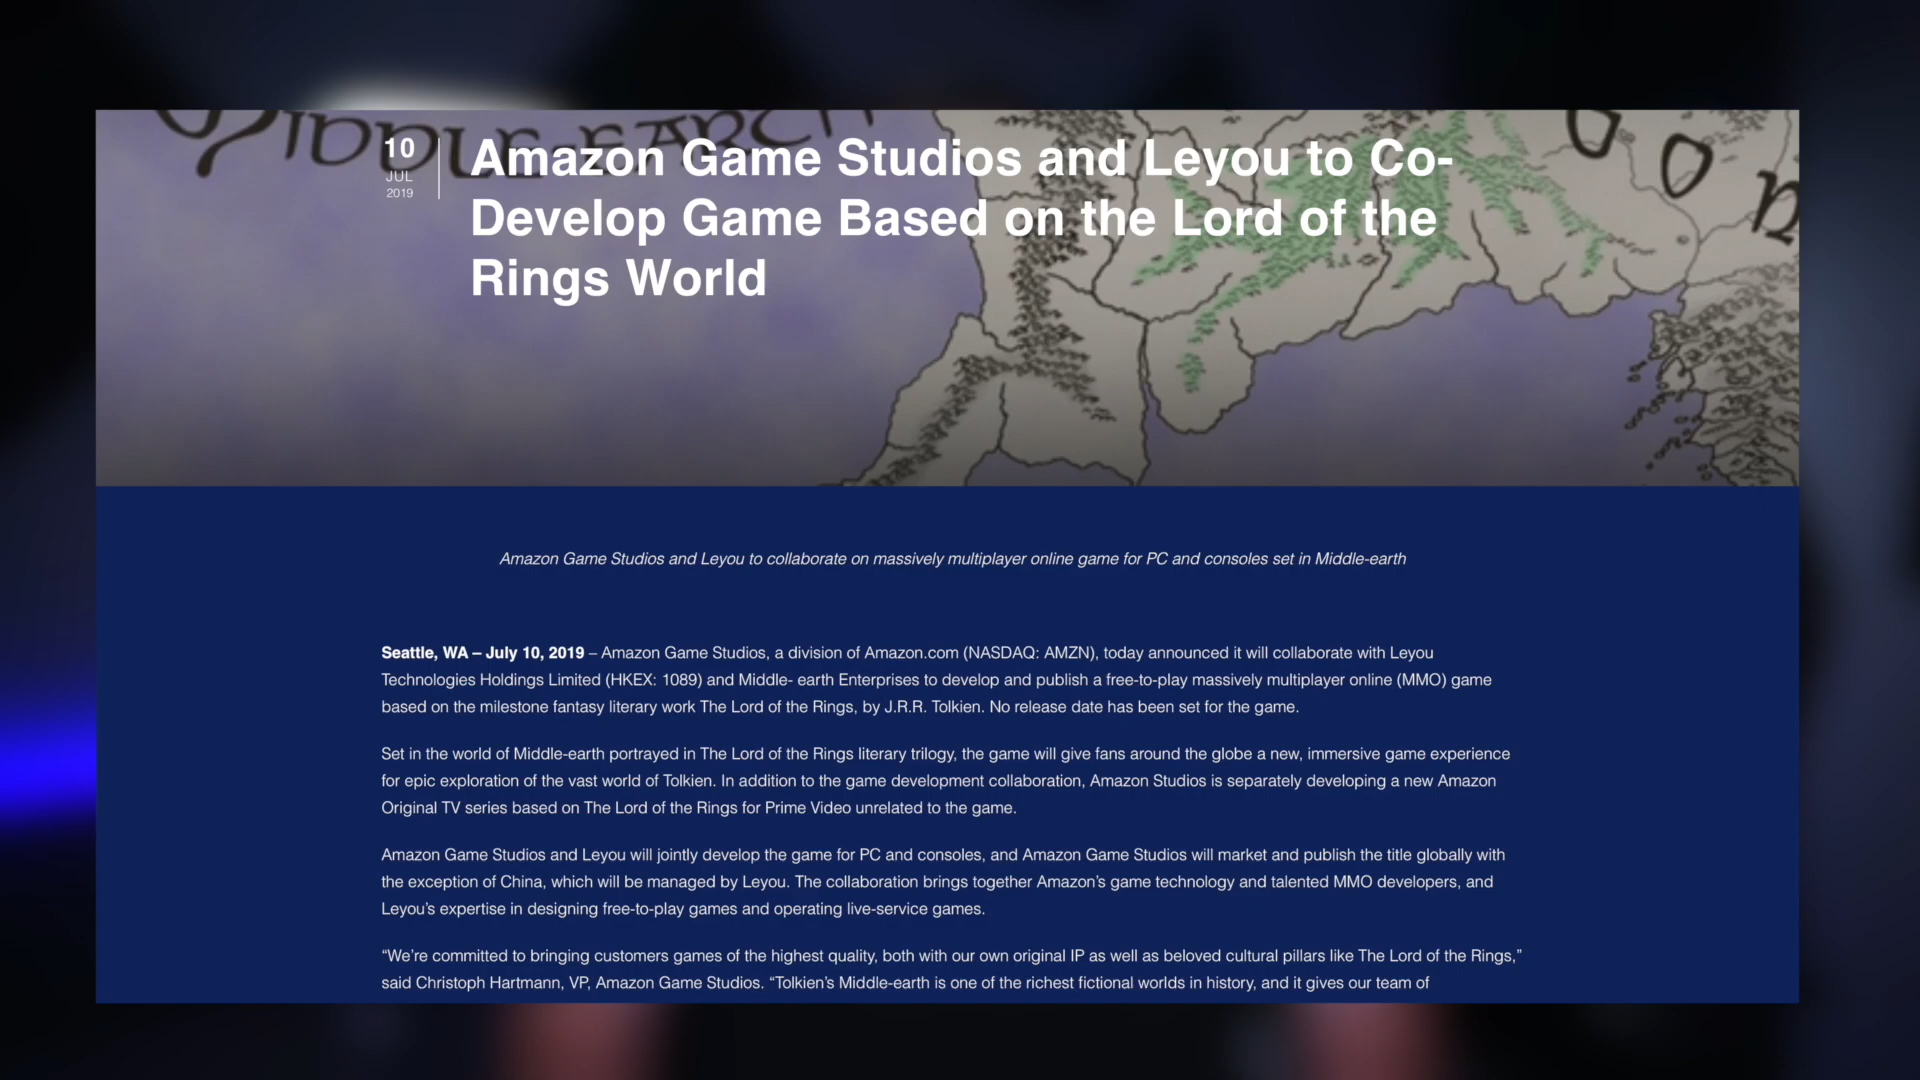 MIDDLE-EARTH
10
JUL
2019
Amazon Game Studios and Leyou to Co-
Develop Game Based on the Lord of the
Rings World
Amazon Game Studios and Leyou to collaborate on massively multiplayer online game for PC and consoles set in Middle-earth
Seattle, WA – July 10, 2019 – Amazon Game Studios, a division of Amazon.com (NASDAQ: AMZN), today announced it will collaborate with Leyou
Technologies Holdings Limited (HKEX: 1089) and Middle- earth Enterprises to develop and publish a free-to-play massively multiplayer online (MMO) game
based on the milestone fantasy literary work The Lord of the Rings, by J.R.R. Tolkien. No release date has been set for the game.
Set in the world of Middle-earth portrayed in The Lord of the Rings literary trilogy, the game will give fans around the globe a new, immersive game experience
for epic exploration of the vast world of Tolkien. In addition to the game development collaboration, Amazon Studios is separately developing a new Amazon
Original TV series based on The Lord of the Rings for Prime Video unrelated to the game.
Amazon Game Studios and Leyou will jointly develop the game for PC and consoles, and Amazon Game Studios will market and publish the title globally with
the exception of China, which will be managed by Leyou. The collaboration brings together Amazon’s game technology and talented MMO developers, and
Leyou’s expertise in designing free-to-play games and operating live-service games.
“We’re committed to bringing customers games of the highest quality, both with our own original IP as well as beloved cultural pillars like The Lord of the Rings,”
said Christoph Hartmann, VP, Amazon Game Studios. “Tolkien’s Middle-earth is one of the richest fictional worlds in history, and it gives our team of